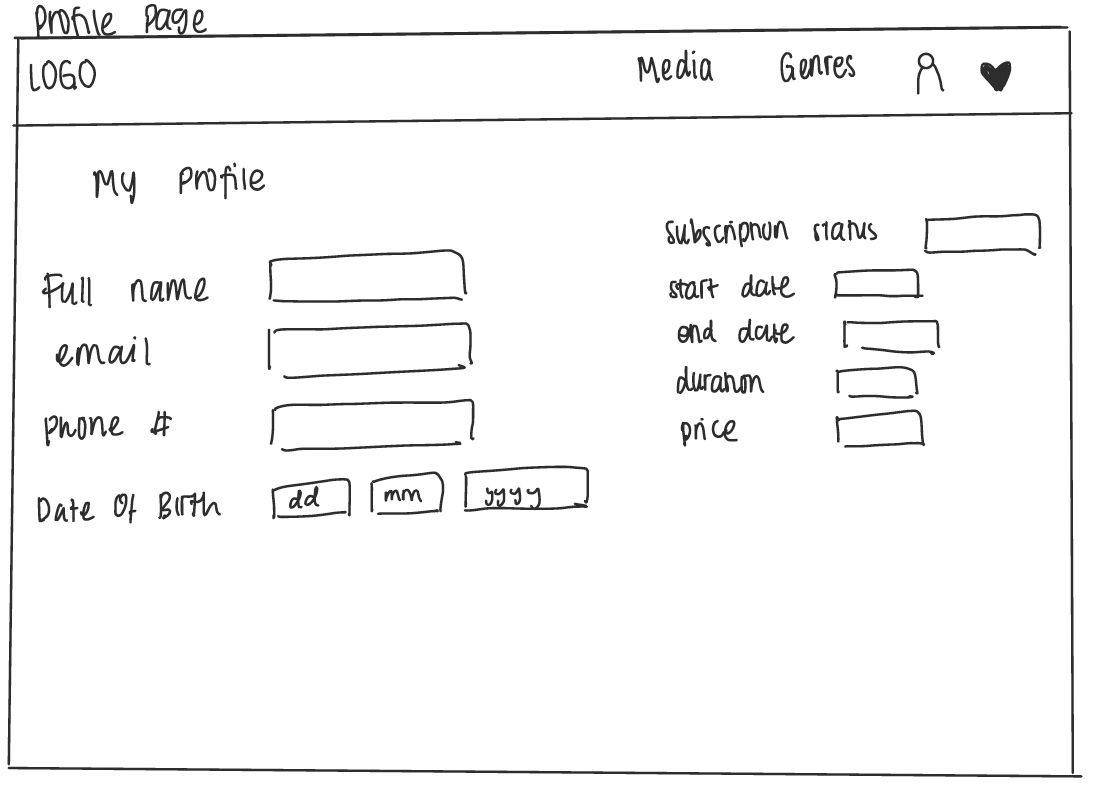 Profile Page
LOGO
Media Genres
My Profile
Full name
email
Phone #
Date Of Birth dd mm yyyy
subscription status
start date
end date
duration
price